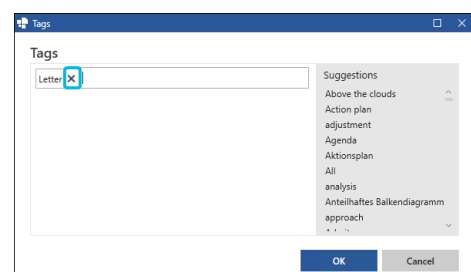 Tags
Tags
Letter
Suggestions
Above the clouds
Action plan
adjustment
Agenda
Aktionsplan
All
analysis
Anteilhaftes Balkendiagramm
approach
OK Cancel